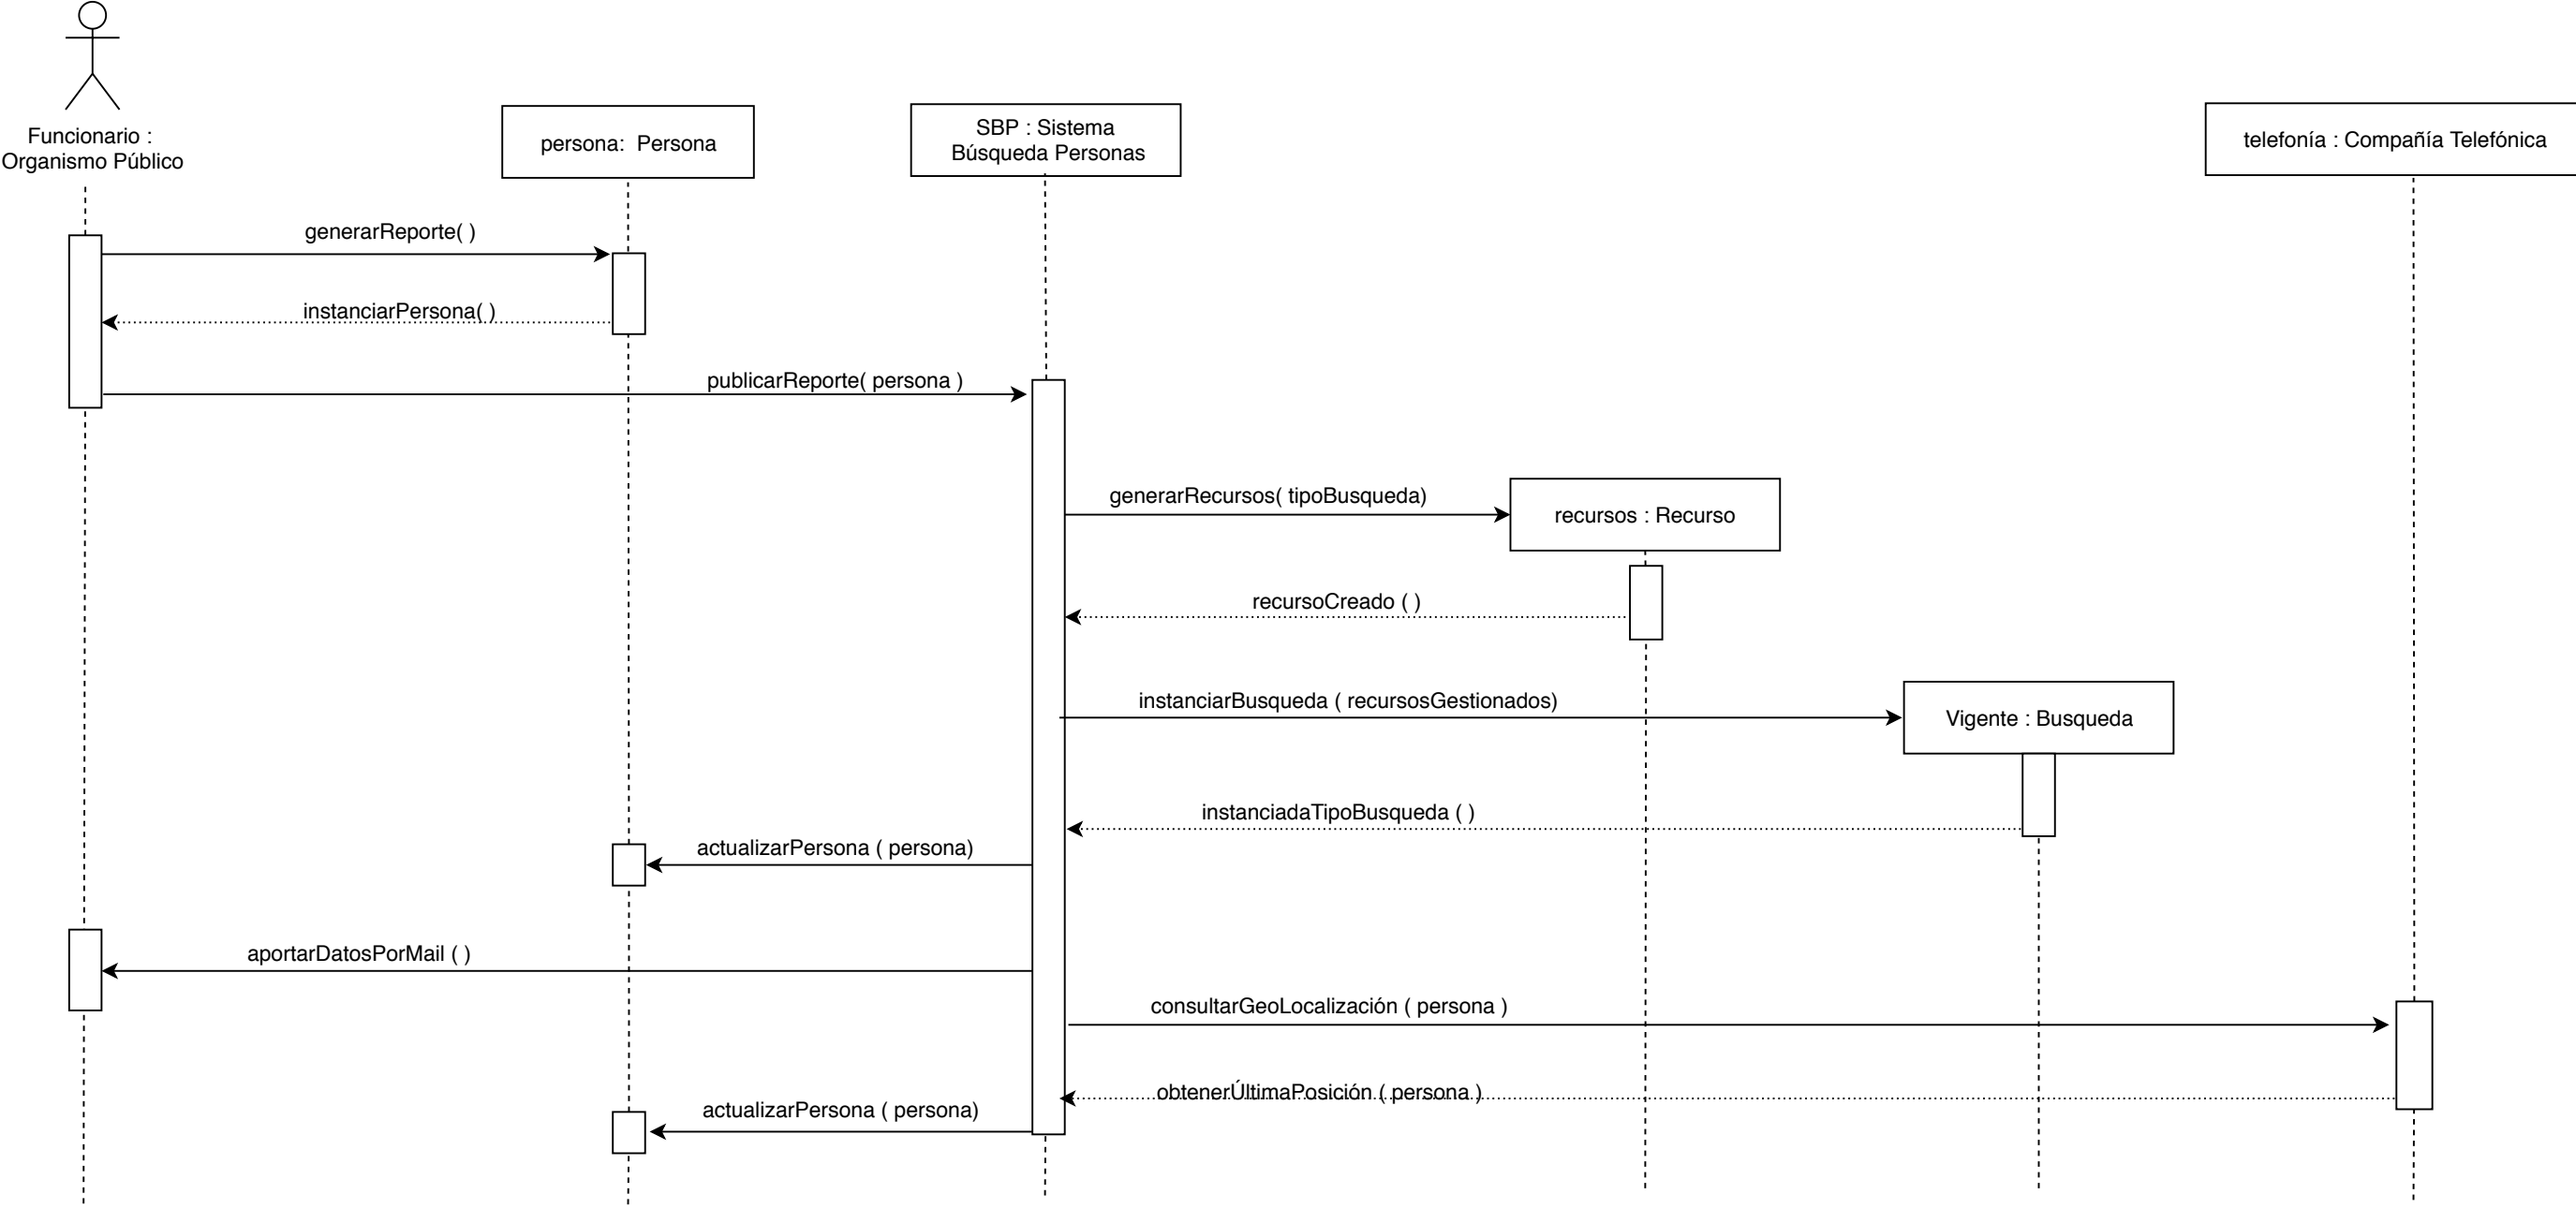 Funcionario :
Organismo Público
persona:  Persona
SBP : Sistema
Búsqueda Personas
telefonía : Compañía Telefónica
generarReporte( )
instanciarPersona( )
publicarReporte( persona )
generarRecursos( tipoBusqueda)
recursos : Recurso
recursoCreado ( )
instanciarBusqueda ( recursosGestionados)
Vigente : Busqueda
instanciadaTipoBusqueda ( )
actualizarPersona ( persona)
aportarDatosPorMail ( )
consultarGeoLocalización ( persona )
obtenerÚltimaPosición ( persona )
actualizarPersona ( persona)